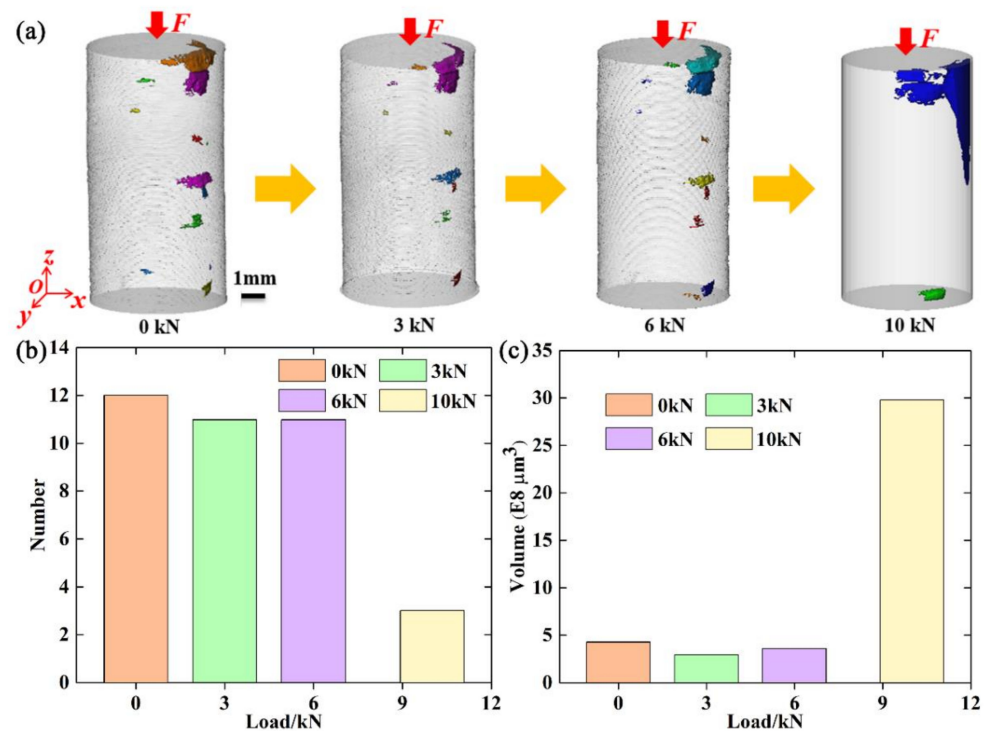 (a)
F
F
F
F
z
O
x
y
1mm
0 kN
3 kN
6 kN
10 kN
(b)
14
12
10
8
6
4
2
0
Number
0kN
3kN
6kN
10kN
0
3
6
9
12
Load/kN
(c)
35
30
25
20
15
10
5
0
Volume (E8 μm³)
0kN
3kN
6kN
10kN
0
3
6
9
12
Load/kN